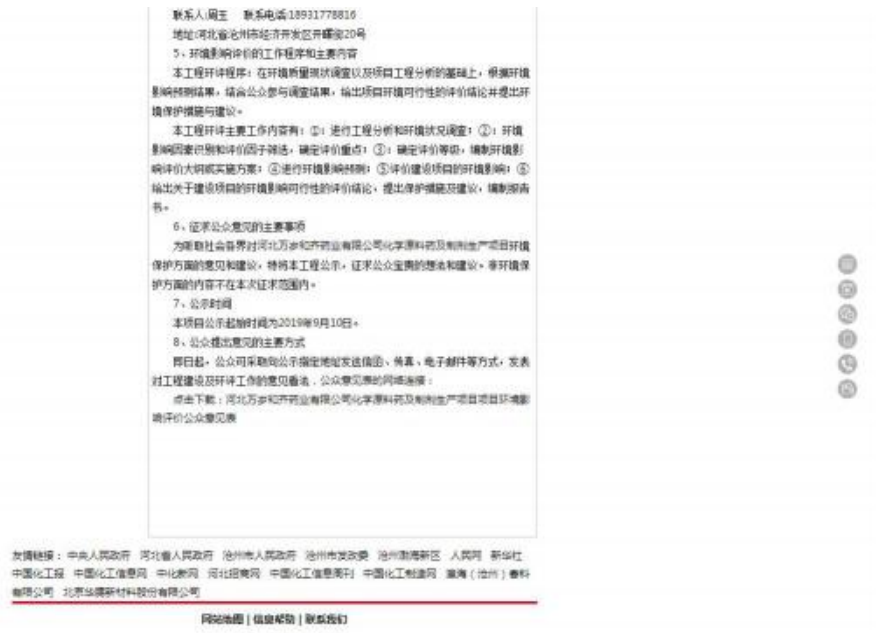 联系人:周玉 联系电话:18931778816
地址:河北省沧州市经济开发区开曙街20号
5、环境影响评价的工作程序和主要内容
本工程环评程序：在环境质量现状调查以及项目工程分析的基础上，根据环境
影响预测结果，结合公众参与调查结果，给出项目环境可行性的评价结论并提出环
境保护措施与建议。
本工程环评主要工作内容有：①：进行工程分析和环境状况调查；②：环境
影响因素识别和评价因子筛选，确定评价重点；③：确定评价等级，编制环境影
响评价大纲或实施方案；④进行环境影响预测；⑤评价建设项目的环境影响；⑥
给出关于建设项目的环境影响可行性的评价结论，提出保护措施及建议，编制报告
书。
6、征求公众意见的主要事项
为听取社会各界对河北万岁和齐药业有限公司化学原料药及制剂生产项目环境
保护方面的意见和建议，特将本工程公示，征求公众宝贵的想法和建议。非环境保
护方面的内容不在本次征求范围内。
7、公示时间
本项目公示起始时间为2019年9月10日。
8、公众提出意见的主要方式
即日起，公众可采取向公示指定地址发送信函、传真、电子邮件等方式，发表
对工程建设及环评工作的意见看法．公众意见表的网络连接：
点击下载：河北万岁和齐药业有限公司化学原料药及制剂生产项目项目环境影
响评价公众意见表
友情链接： 中央人民政府 河北省人民政府 沧州市人民政府 沧州市发改委 沧州渤海新区 人民网 新华社
中国化工报 中国化工信息网 中化新网 河北招商网 中国化工信息周刊 中国化工制造网 瀛海（沧州）香料
有限公司 北京华腾新材料股份有限公司
网站地图 | 信息帮助 | 联系我们